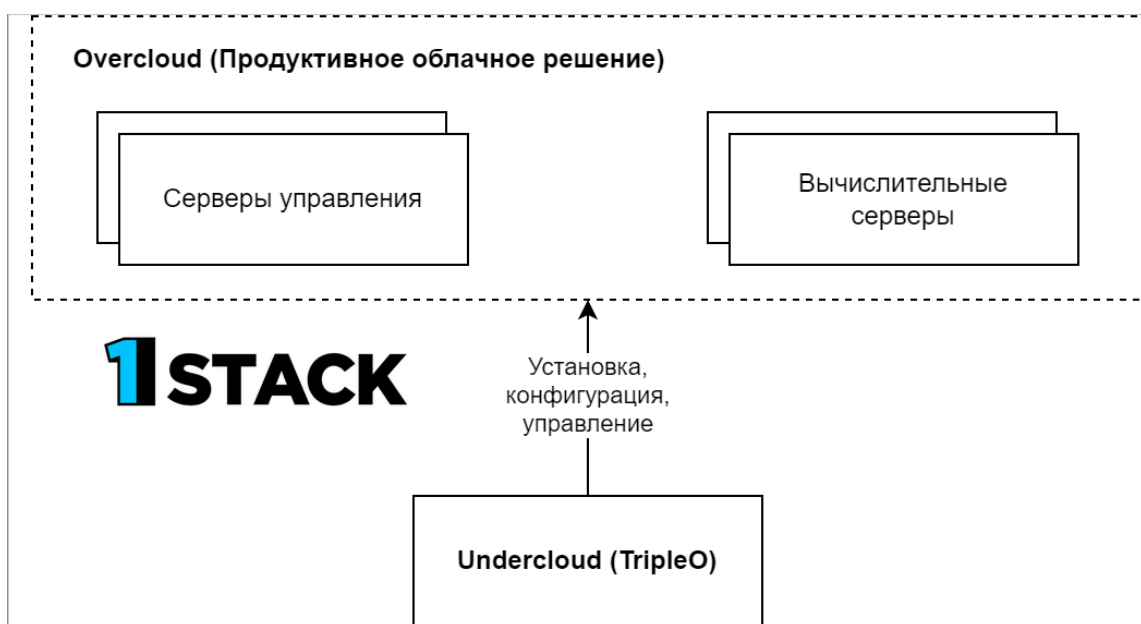 Overcloud (Продуктивное облачное решение)
Серверы управления
Вычислительные
серверы
1STACK
Установка,
конфигурация,
управление
Undercloud (TripleO)